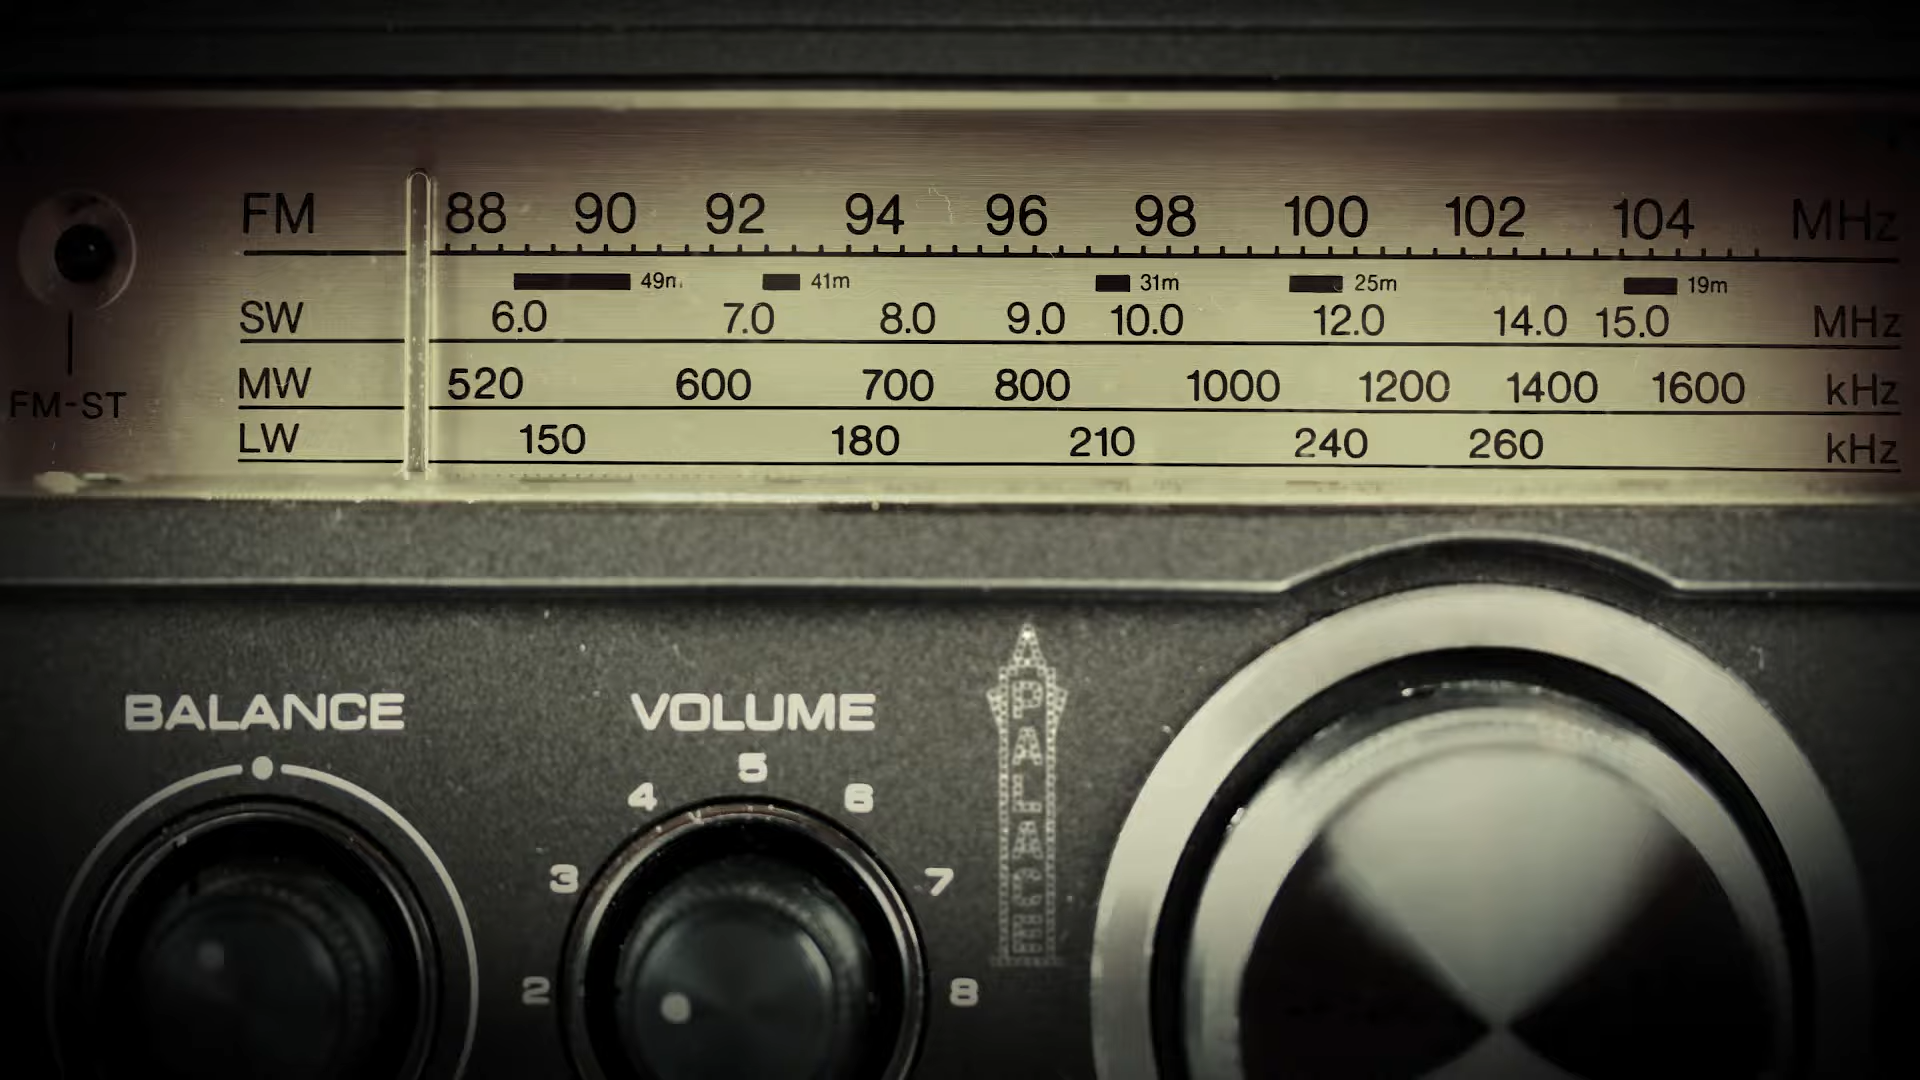 FM 88 90 92 94 96 98 100 102 104 MHz
49m 41m 31m 25m 19m
SW 6.0 7.0 8.0 9.0 10.0 12.0 14.0 15.0 MHz
MW 520 600 700 800 1000 1200 1400 1600 kHz
FM-ST
LW 150 180 210 240 260 kHz
BALANCE
VOLUME
2 3 4 5 6 7 8
PALACE